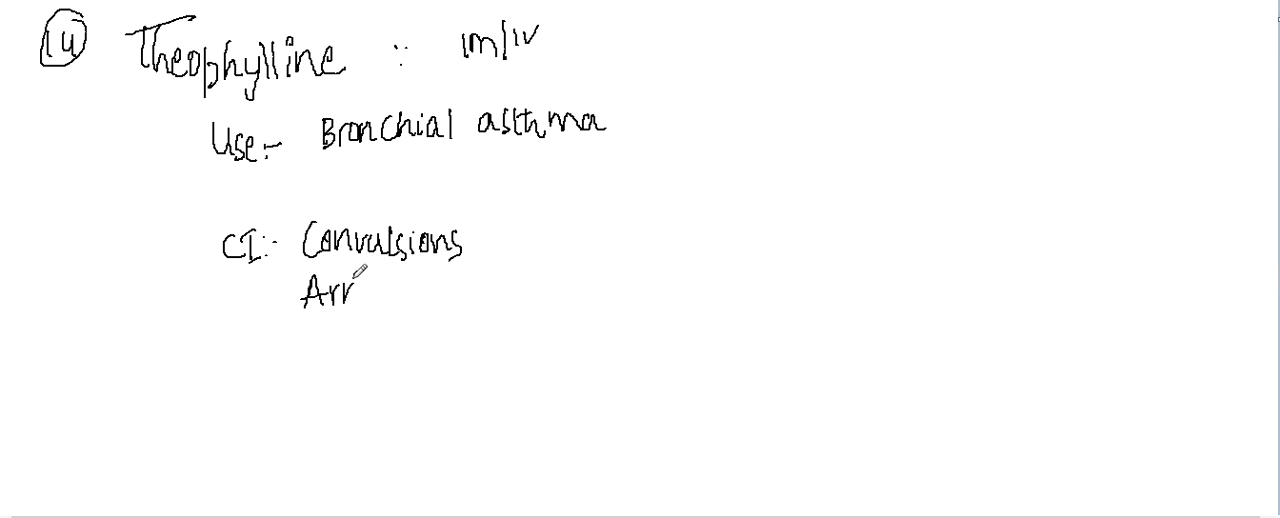 14 Theophylline :- im/iv
Use:- Bronchial asthma
CI:- Convulsions
Arr